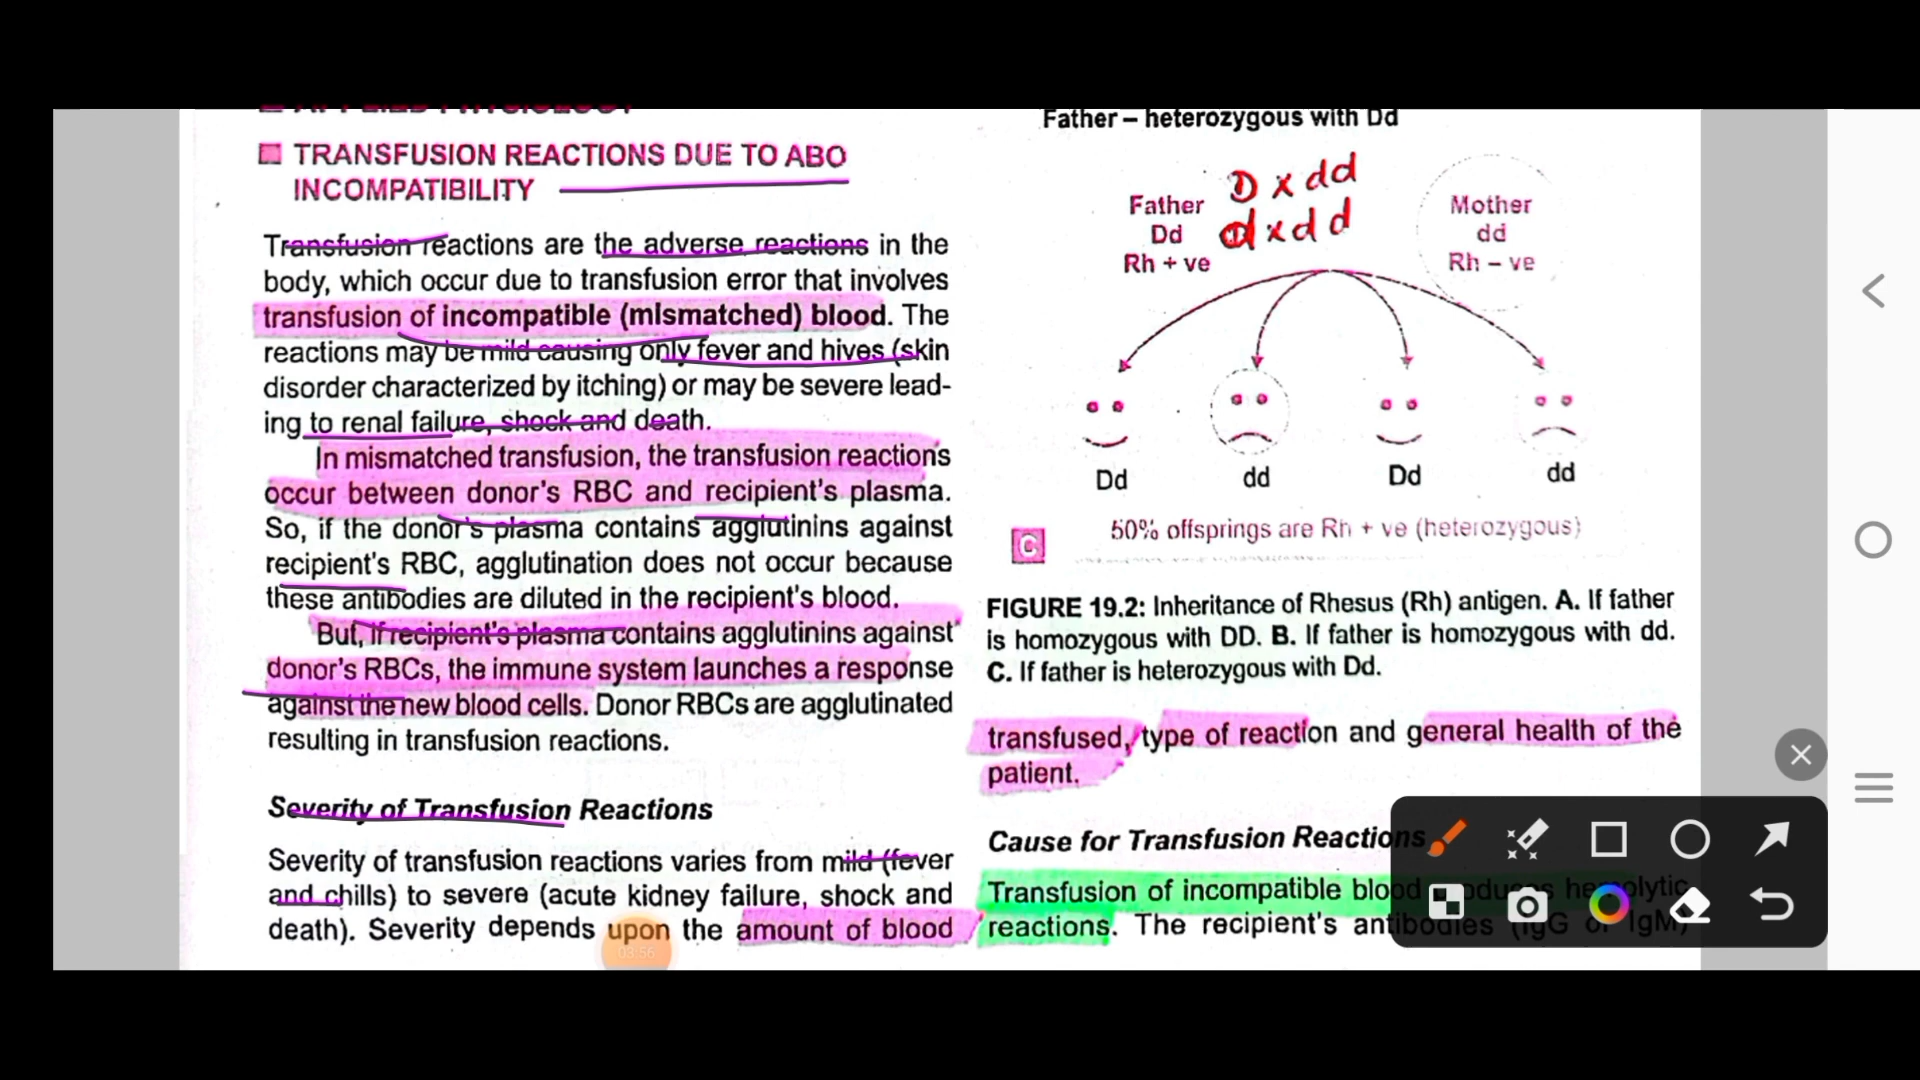 TRANSFUSION REACTIONS DUE TO ABO
INCOMPATIBILITY
Transfusion reactions are the adverse reactions in the
body, which occur due to transfusion error that involves
transfusion of incompatible (mismatched) blood. The
reactions may be mild causing only fever and hives (skin
disorder characterized by itching) or may be severe lead-
ing to renal failure, shock and death.
In mismatched transfusion, the transfusion reactions
occur between donor's RBC and recipient's plasma.
So, if the donor's plasma contains agglutinins against
recipient's RBC, agglutination does not occur because
these antibodies are diluted in the recipient's blood.
But, if recipient's plasma contains agglutinins against
donor's RBCs, the immune system launches a response
against the new blood cells. Donor RBCs are agglutinated
resulting in transfusion reactions.
Severity of Transfusion Reactions
Severity of transfusion reactions varies from mild (fever
and chills) to severe (acute kidney failure, shock and
death). Severity depends upon the amount of blood
03:56
Father – heterozygous with Dd
D x dd
d x d d
Father
Dd
Rh + ve
Mother
dd
Rh – ve
Dd
dd
Dd
dd
C
50% offsprings are Rh + ve (heterozygous)
FIGURE 19.2: Inheritance of Rhesus (Rh) antigen. A. If father
is homozygous with DD. B. If father is homozygous with dd.
C. If father is heterozygous with Dd.
transfused, type of reaction and general health of the
patient.
Cause for Transfusion Reactions
Transfusion of incompatible blood produces hemolytic
reactions. The recipient's antibodies (IgG or IgM)